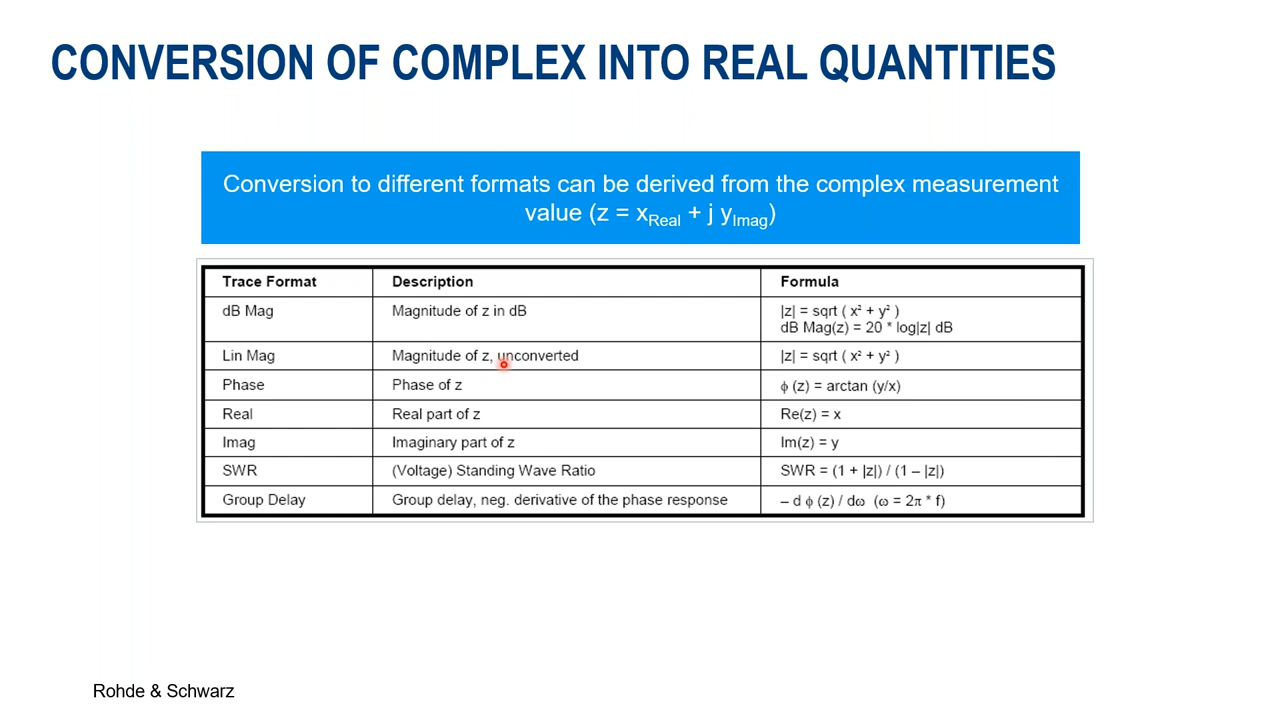 CONVERSION OF COMPLEX INTO REAL QUANTITIES
Conversion to different formats can be derived from the complex measurement
value (z = xReal + j yImag)
Trace Format Description Formula
dB Mag Magnitude of z in dB |z| = sqrt ( x² + y² )
dB Mag(z) = 20 * log|z| dB
Lin Mag Magnitude of z, unconverted |z| = sqrt ( x² + y² )
Phase Phase of z ϕ (z) = arctan (y/x)
Real Real part of z Re(z) = x
Imag Imaginary part of z Im(z) = y
SWR (Voltage) Standing Wave Ratio SWR = (1 + |z|) / (1 – |z|)
Group Delay Group delay, neg. derivative of the phase response – d ϕ (z) / dω (ω = 2π * f)
Rohde & Schwarz